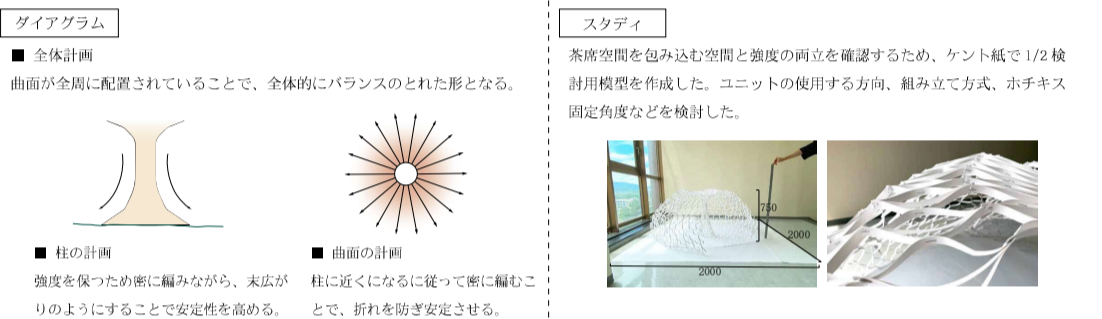 ダイアグラム
■ 全体計画
曲面が全周に配置されていることで、全体的にバランスのとれた形となる。
■ 柱の計画
強度を保つため密に編みながら、末広が
りのようにすることで安定性を高める。
■ 曲面の計画
柱に近くになるに従って密に編むこ
とで、折れを防ぎ安定させる。
スタディ
茶席空間を包み込む空間と強度の両立を確認するため、ケント紙で 1/2 検
討用模型を作成した。ユニットの使用する方向、組み立て方式、ホチキス
固定角度などを検討した。
750
2000
2000